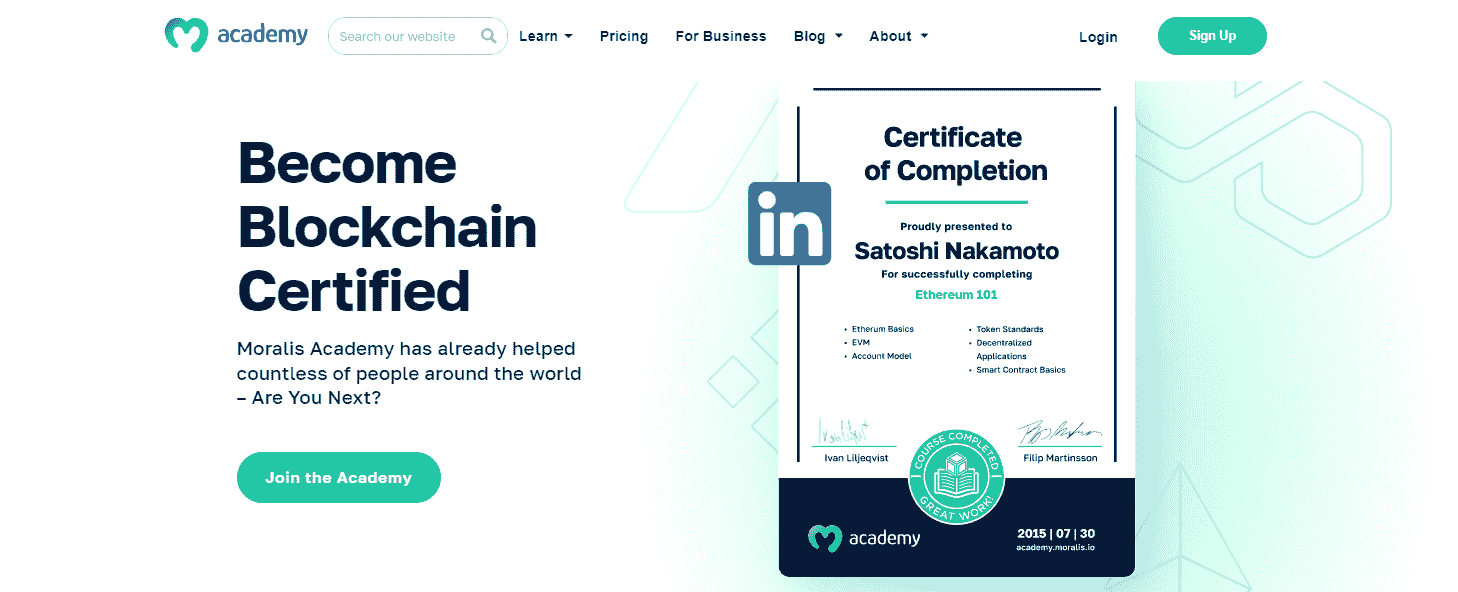 academy
Search our website
Learn
Pricing
For Business
Blog
About
Login
Sign Up
Become
Blockchain
Certified
Moralis Academy has already helped
countless of people around the world
– Are You Next?
Join the Academy
in
Certificate
of Completion
Proudly presented to
Satoshi Nakamoto
For successfully completing
Ethereum 101
• Etherum Basics
• EVM
• Account Model
• Token Standards
• Decentralized
Applications
• Smart Contract Basics
Ivan Liljeqvist
Filip Martinsson
COURSE COMPLETED
GREAT WORK!
academy
2015 | 07 | 30
academy.moralis.io